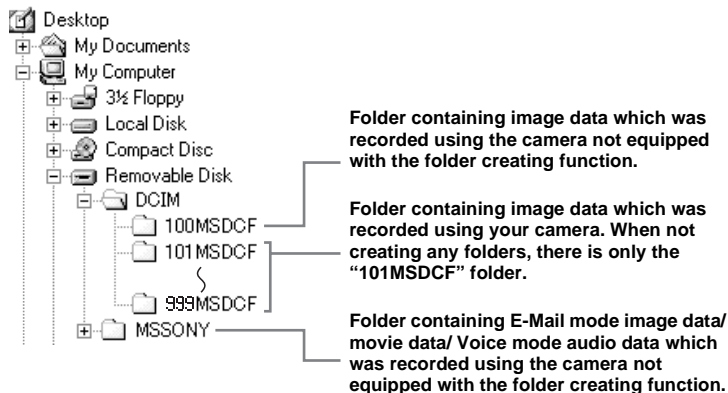 Desktop
My Documents
My Computer
3½ Floppy
Local Disk
Compact Disc
Removable Disk
DCIM
100MSDCF
101MSDCF
999MSDCF
MSSONY
Folder containing image data which was
recorded using the camera not equipped
with the folder creating function.
Folder containing image data which was
recorded using your camera. When not
creating any folders, there is only the
“101MSDCF” folder.
Folder containing E-Mail mode image data/
movie data/ Voice mode audio data which
was recorded using the camera not
equipped with the folder creating function.